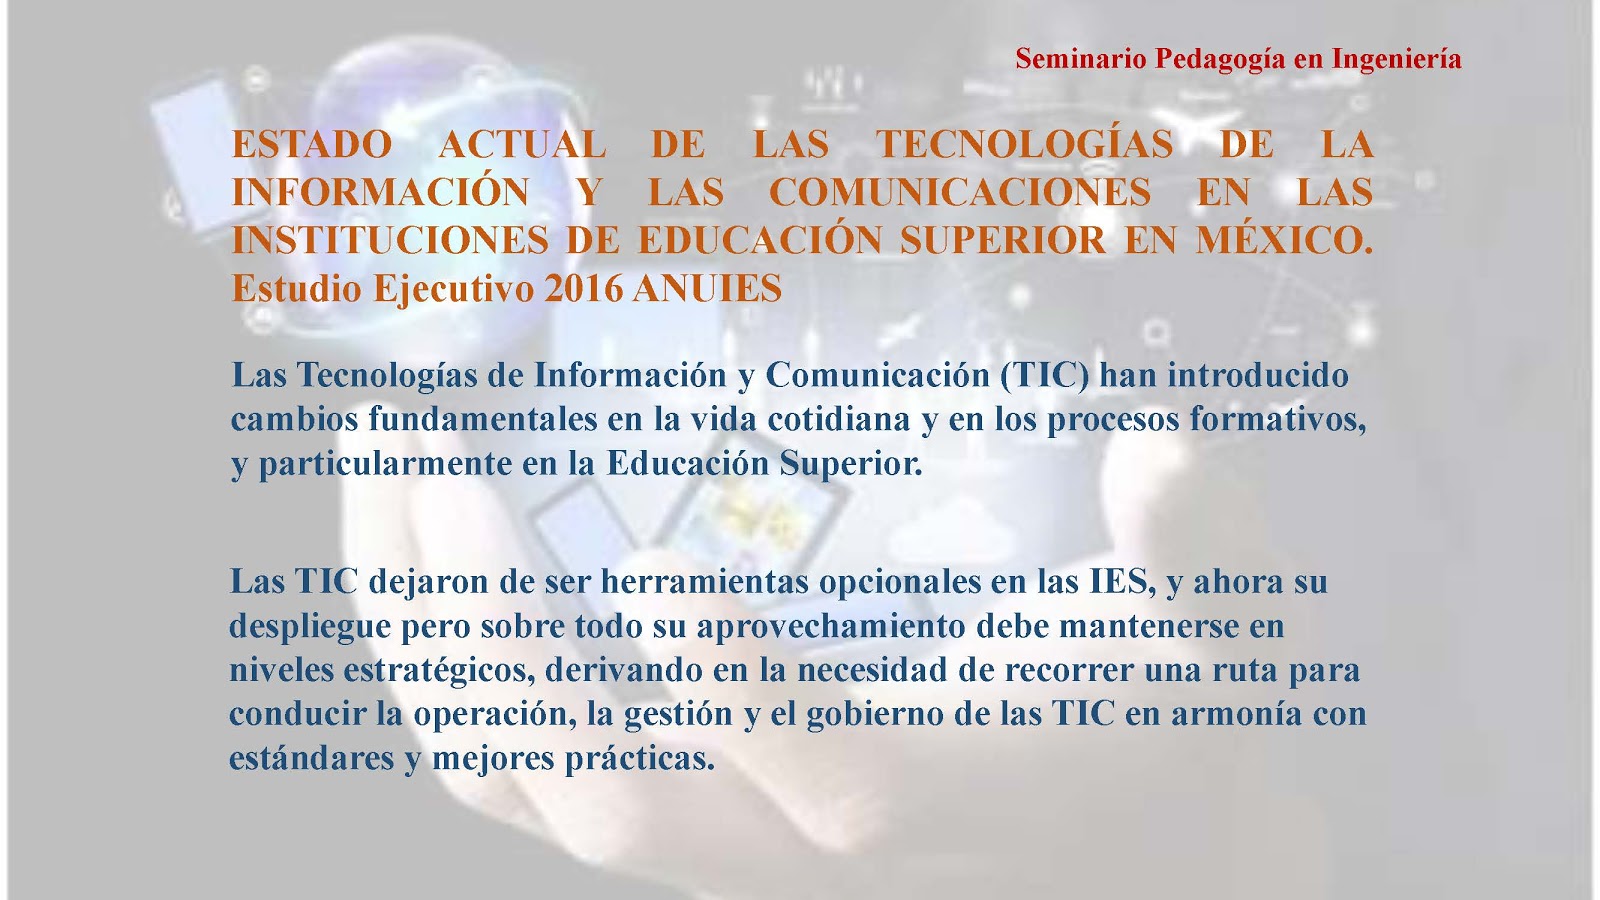 Seminario Pedagogía en Ingeniería
ESTADO ACTUAL DE LAS TECNOLOGÍAS DE LA
INFORMACIÓN Y LAS COMUNICACIONES EN LAS
INSTITUCIONES DE EDUCACIÓN SUPERIOR EN MÉXICO.
Estudio Ejecutivo 2016 ANUIES
Las Tecnologías de Información y Comunicación (TIC) han introducido
cambios fundamentales en la vida cotidiana y en los procesos formativos,
y particularmente en la Educación Superior.
Las TIC dejaron de ser herramientas opcionales en las IES, y ahora su
despliegue pero sobre todo su aprovechamiento debe mantenerse en
niveles estratégicos, derivando en la necesidad de recorrer una ruta para
conducir la operación, la gestión y el gobierno de las TIC en armonía con
estándares y mejores prácticas.